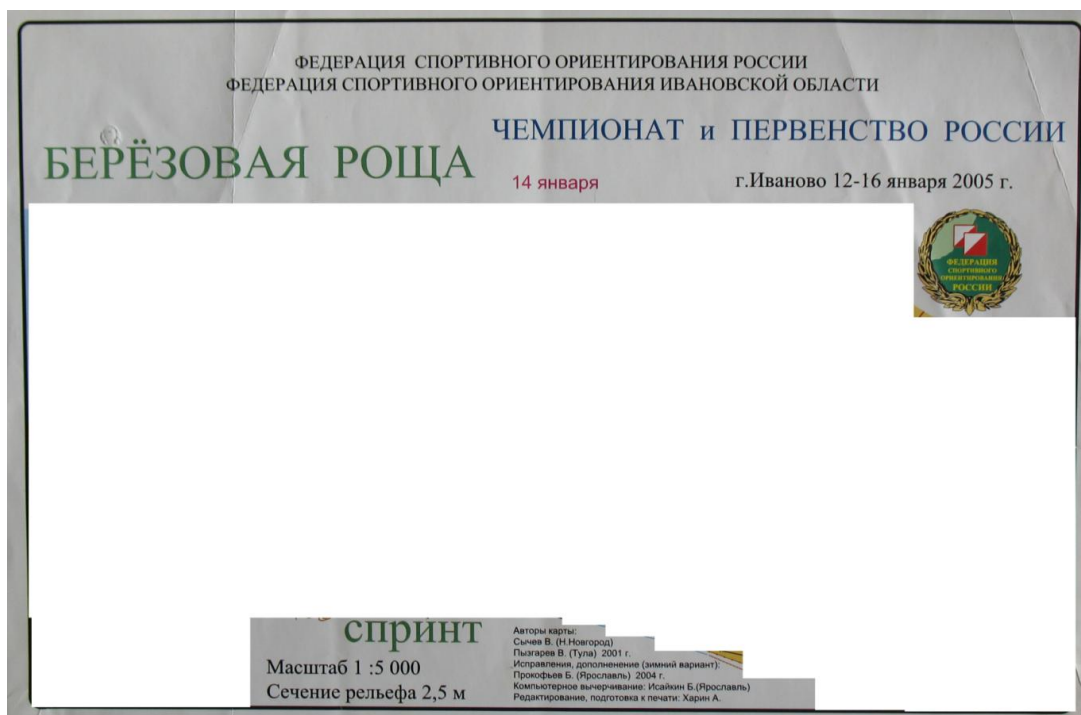 ФЕДЕРАЦИЯ СПОРТИВНОГО ОРИЕНТИРОВАНИЯ РОССИИ
ФЕДЕРАЦИЯ СПОРТИВНОГО ОРИЕНТИРОВАНИЯ ИВАНОВСКОЙ ОБЛАСТИ
ЧЕМПИОНАТ и ПЕРВЕНСТВО РОССИИ
БЕРЁЗОВАЯ РОЩА
14 января
г.Иваново 12-16 января 2005 г.
ФЕДЕРАЦИЯ
СПОРТИВНОГО
ОРИЕНТИРОВАНИЯ
РОССИИ
спринт
Масштаб 1 :5 000
Сечение рельефа 2,5 м
Авторы карты:
Сычев В. (Н.Новгород)
Пызгарев В. (Тула) 2001 г.
Исправления, дополненение (зимний вариант):
Прокофьев Б. (Ярославль) 2004 г.
Компьютерное вычерчивание: Исайкин Б.(Ярославль)
Редактирование, подготовка к печати: Харин А.